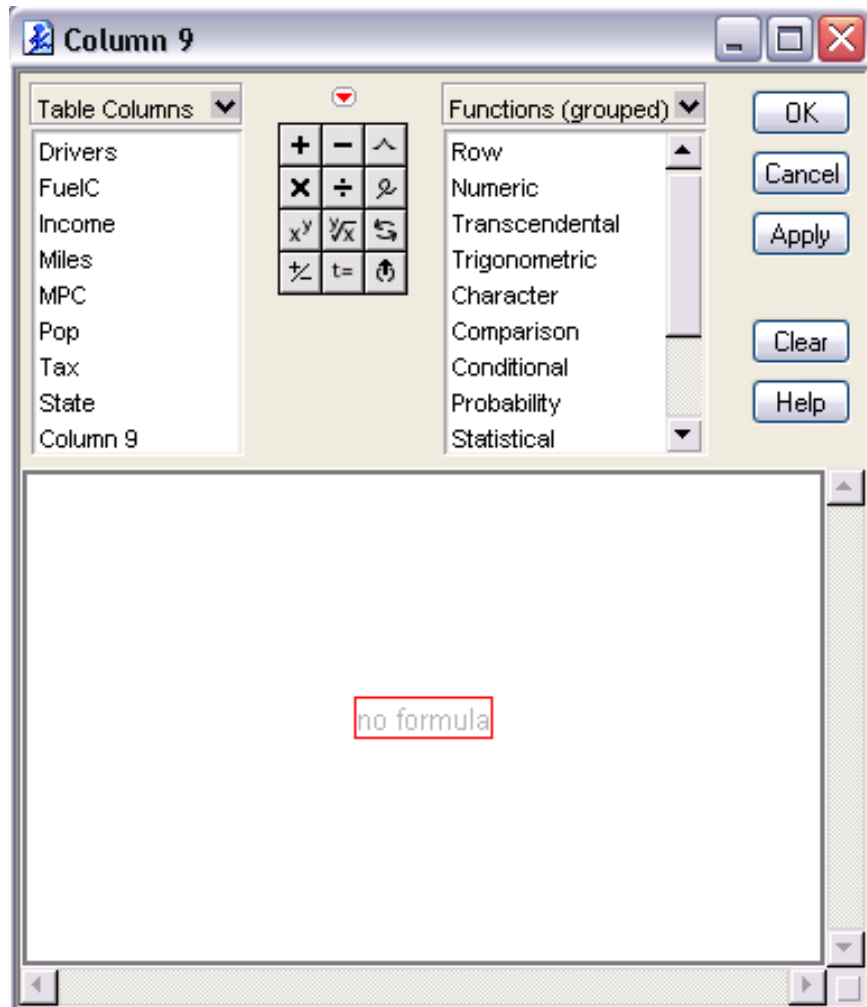 Column 9
Table Columns
Drivers
FuelC
Income
Miles
MPC
Pop
Tax
State
Column 9
+ − ^
× ÷
xʸ ʸ√x
+/− t=
Functions (grouped)
Row
Numeric
Transcendental
Trigonometric
Character
Comparison
Conditional
Probability
Statistical
OK
Cancel
Apply
Clear
Help
no formula